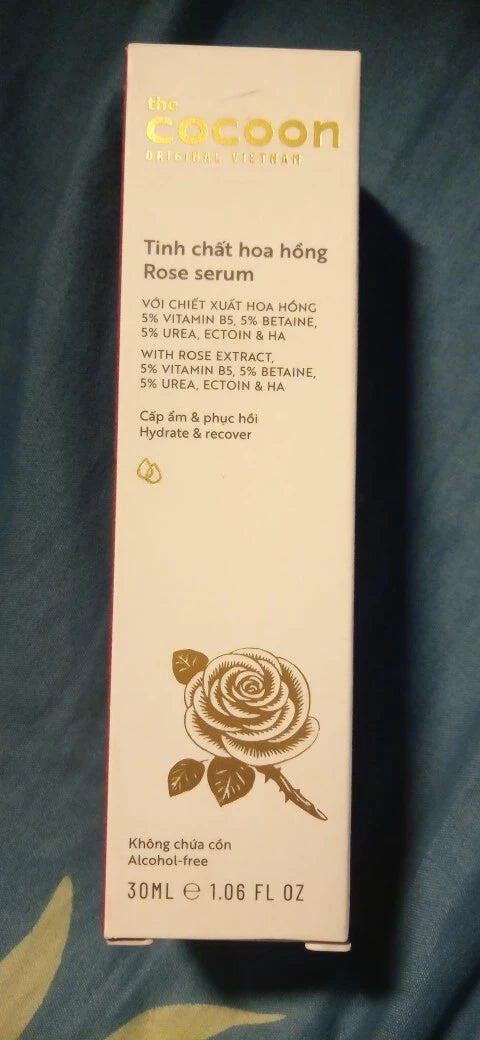 the
cocoon
ORIGINAL VIETNAM
Tinh chất hoa hồng
Rose serum
VỚI CHIẾT XUẤT HOA HỒNG
5% VITAMIN B5, 5% BETAINE,
5% UREA, ECTOIN & HA
WITH ROSE EXTRACT,
5% VITAMIN B5, 5% BETAINE,
5% UREA, ECTOIN & HA
Cấp ẩm & phục hồi
Hydrate & recover
Không chứa cồn
Alcohol-free
30ML ℮ 1.06 FL OZ